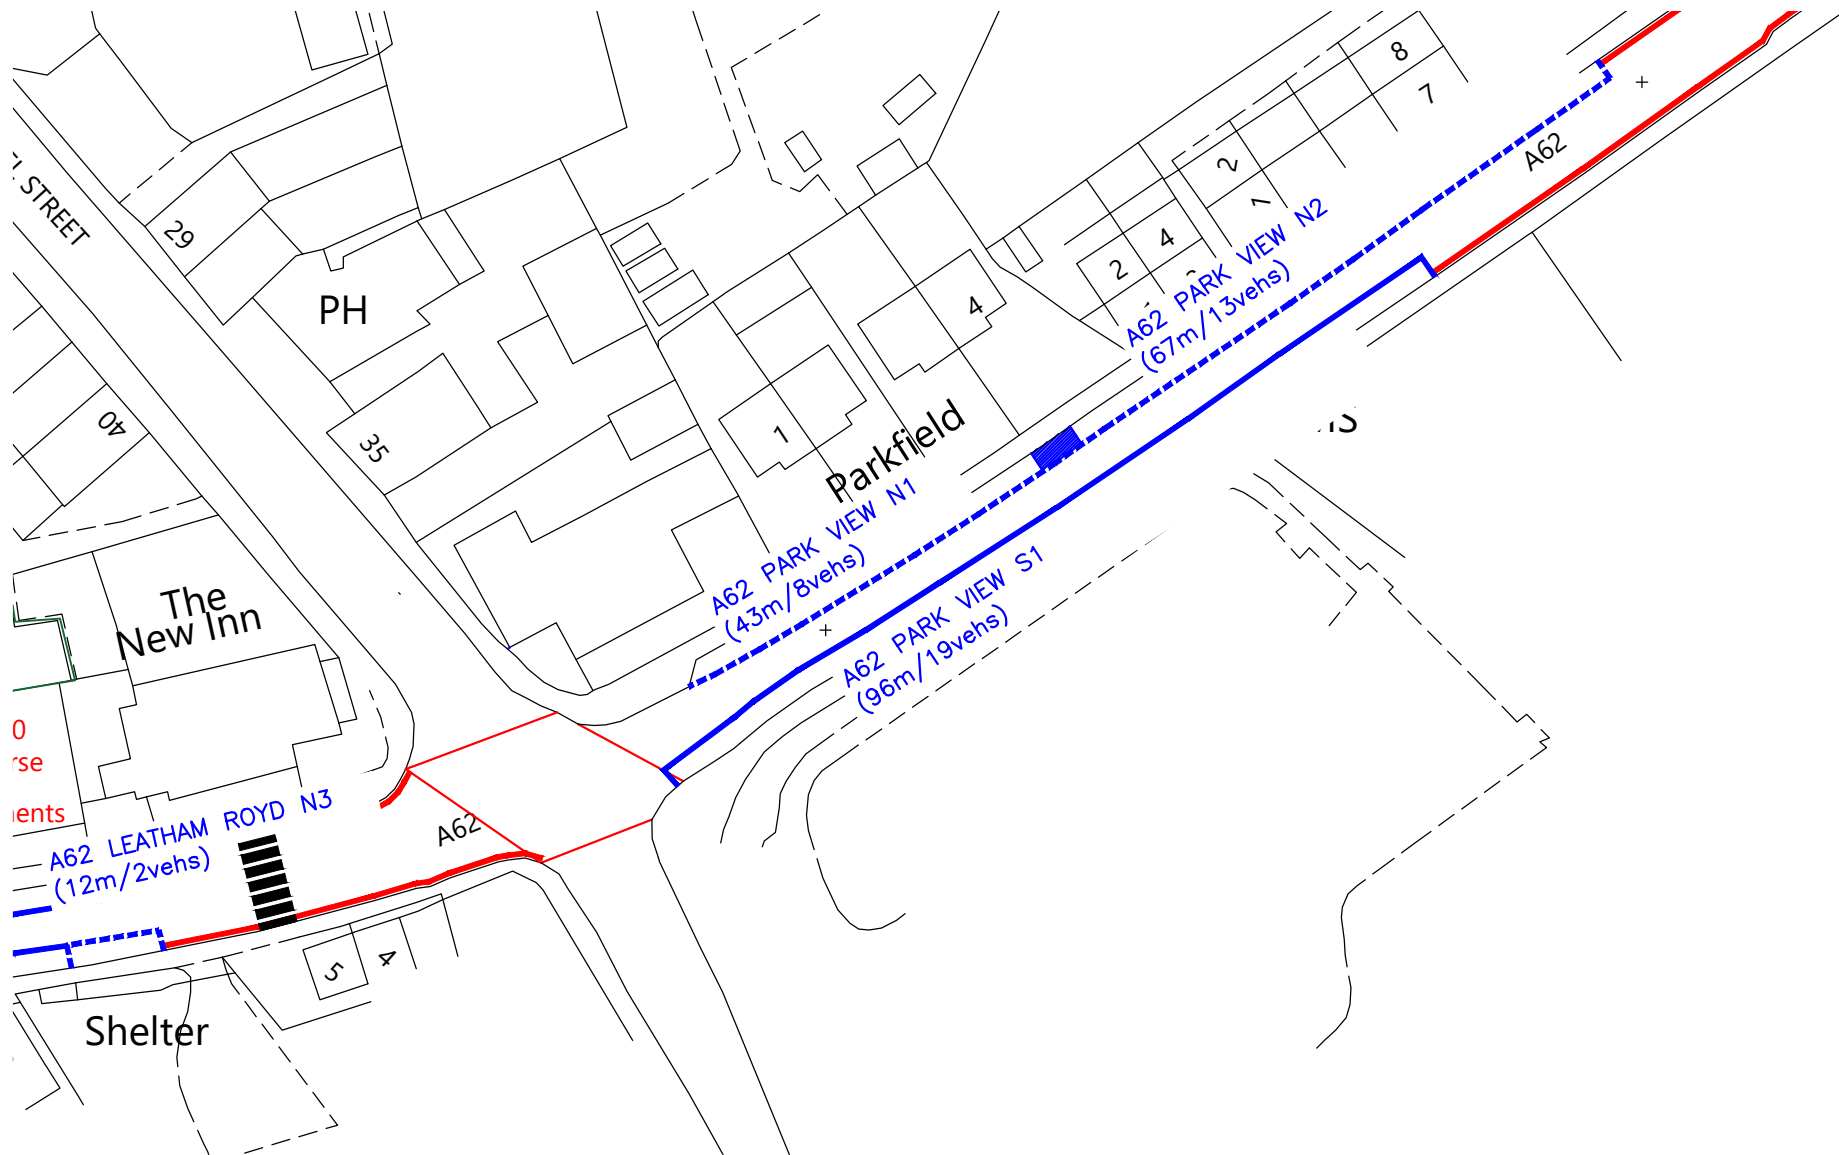 8
7
A62
STREET
29
2
1
A62 PARK VIEW N2
(67m/13vehs)
4
2
PH
4
40
35
1
Parkfield
A62 PARK VIEW N1
(43m/8vehs)
A62 PARK VIEW S1
(96m/19vehs)
The
New Inn
0
rse
ents
A62 LEATHAM ROYD N3
(12m/2vehs)
A62
5
4
Shelter